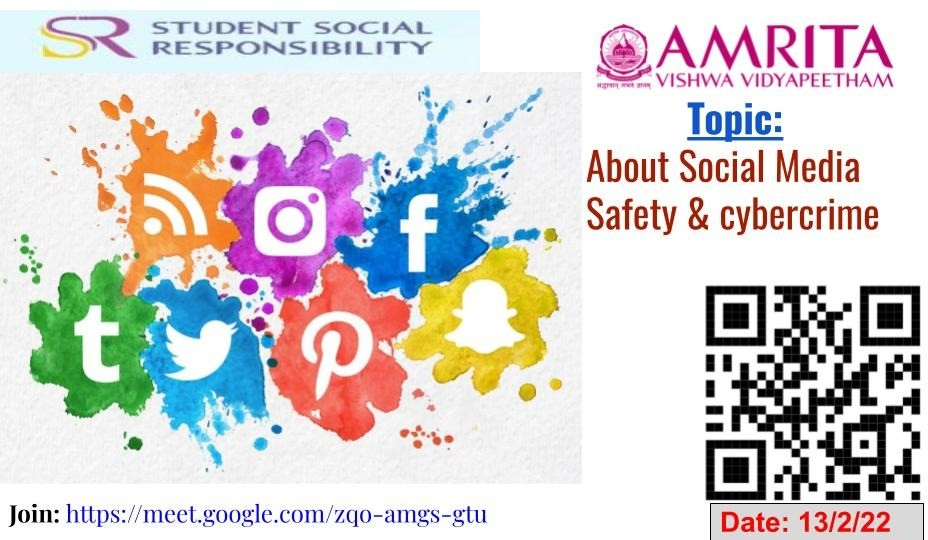 STUDENT SOCIAL
RESPONSIBILITY
AMRITA
VISHWA VIDYAPEETHAM
Topic:
About Social Media
Safety & cybercrime
Join: https://meet.google.com/zqo-amgs-gtu
Date: 13/2/22